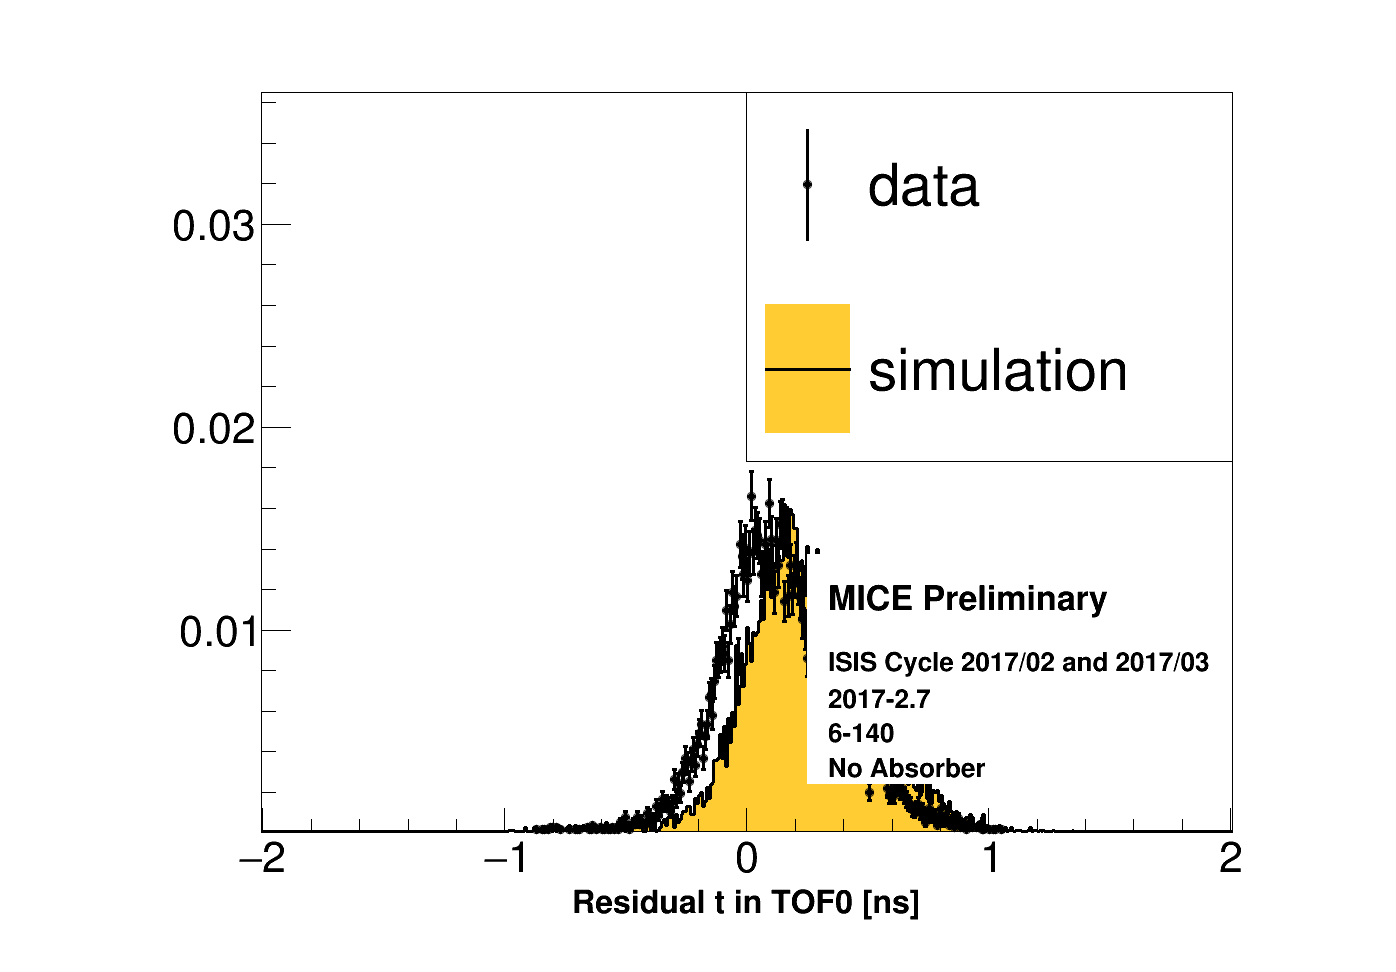 data
simulation
0.03
0.02
0.01
MICE Preliminary
ISIS Cycle 2017/02 and 2017/03
2017-2.7
6-140
No Absorber
−2
−1
0
1
2
Residual t in TOF0 [ns]